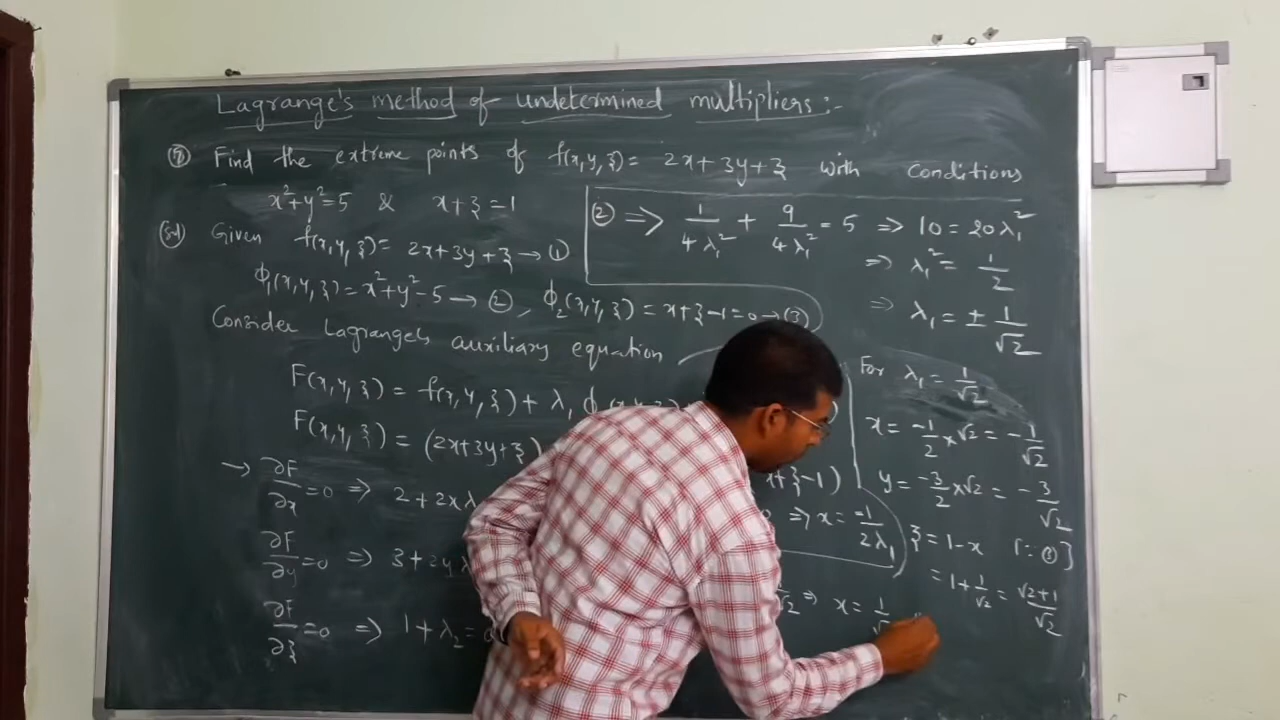 Lagrange's method of undetermined multipliers :-
⑦ Find the extreme points of f(x,y,z) = 2x+3y+z with conditions
x²+y²=5 & x+z=1
(Sol) Given f(x,y,z) = 2x+3y+z → ①
ϕ₁(x,y,z) = x²+y²-5 → ②, ϕ₂(x,y,z) = x+z-1=0 → (3)
Consider Lagrange's auxiliary equation
F(x,y,z) = f(x,y,z) + λ₁ ϕ
F(x,y,z) = (2x+3y+z)
x+z-1)
→ ∂F/∂x = 0 ⇒ 2+2xλ
⇒ x = -1/2λ₁
∂F/∂y = 0 ⇒ 3+2yλ
∂F/∂z = 0 ⇒ 1+λ₂ =
② ⇒ 1/4λ₁² + 9/4λ₁² = 5 ⇒ 10 = 20λ₁²
⇒ λ₁² = 1/2
⇒ λ₁ = ± 1/√2
For λ₁ = 1/√2
x = -1/2 × √2 = -1/√2
y = -3/2 × √2 = -3/√2
z = 1-x [∵ ③]
= 1+1/√2 = √2+1/√2
√2 ⇒ x = 1/√2